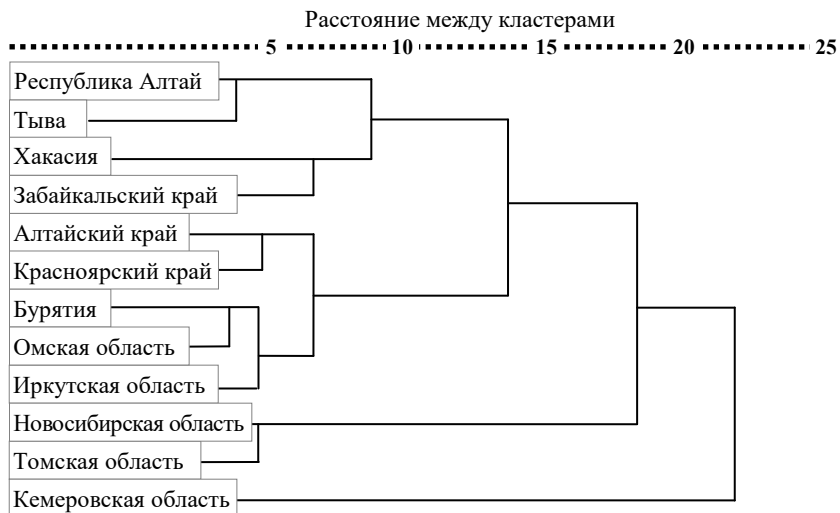 Расстояние между кластерами
5 10 15 20 25
Республика Алтай
Тыва
Хакасия
Забайкальский край
Алтайский край
Красноярский край
Бурятия
Омская область
Иркутская область
Новосибирская область
Томская область
Кемеровская область